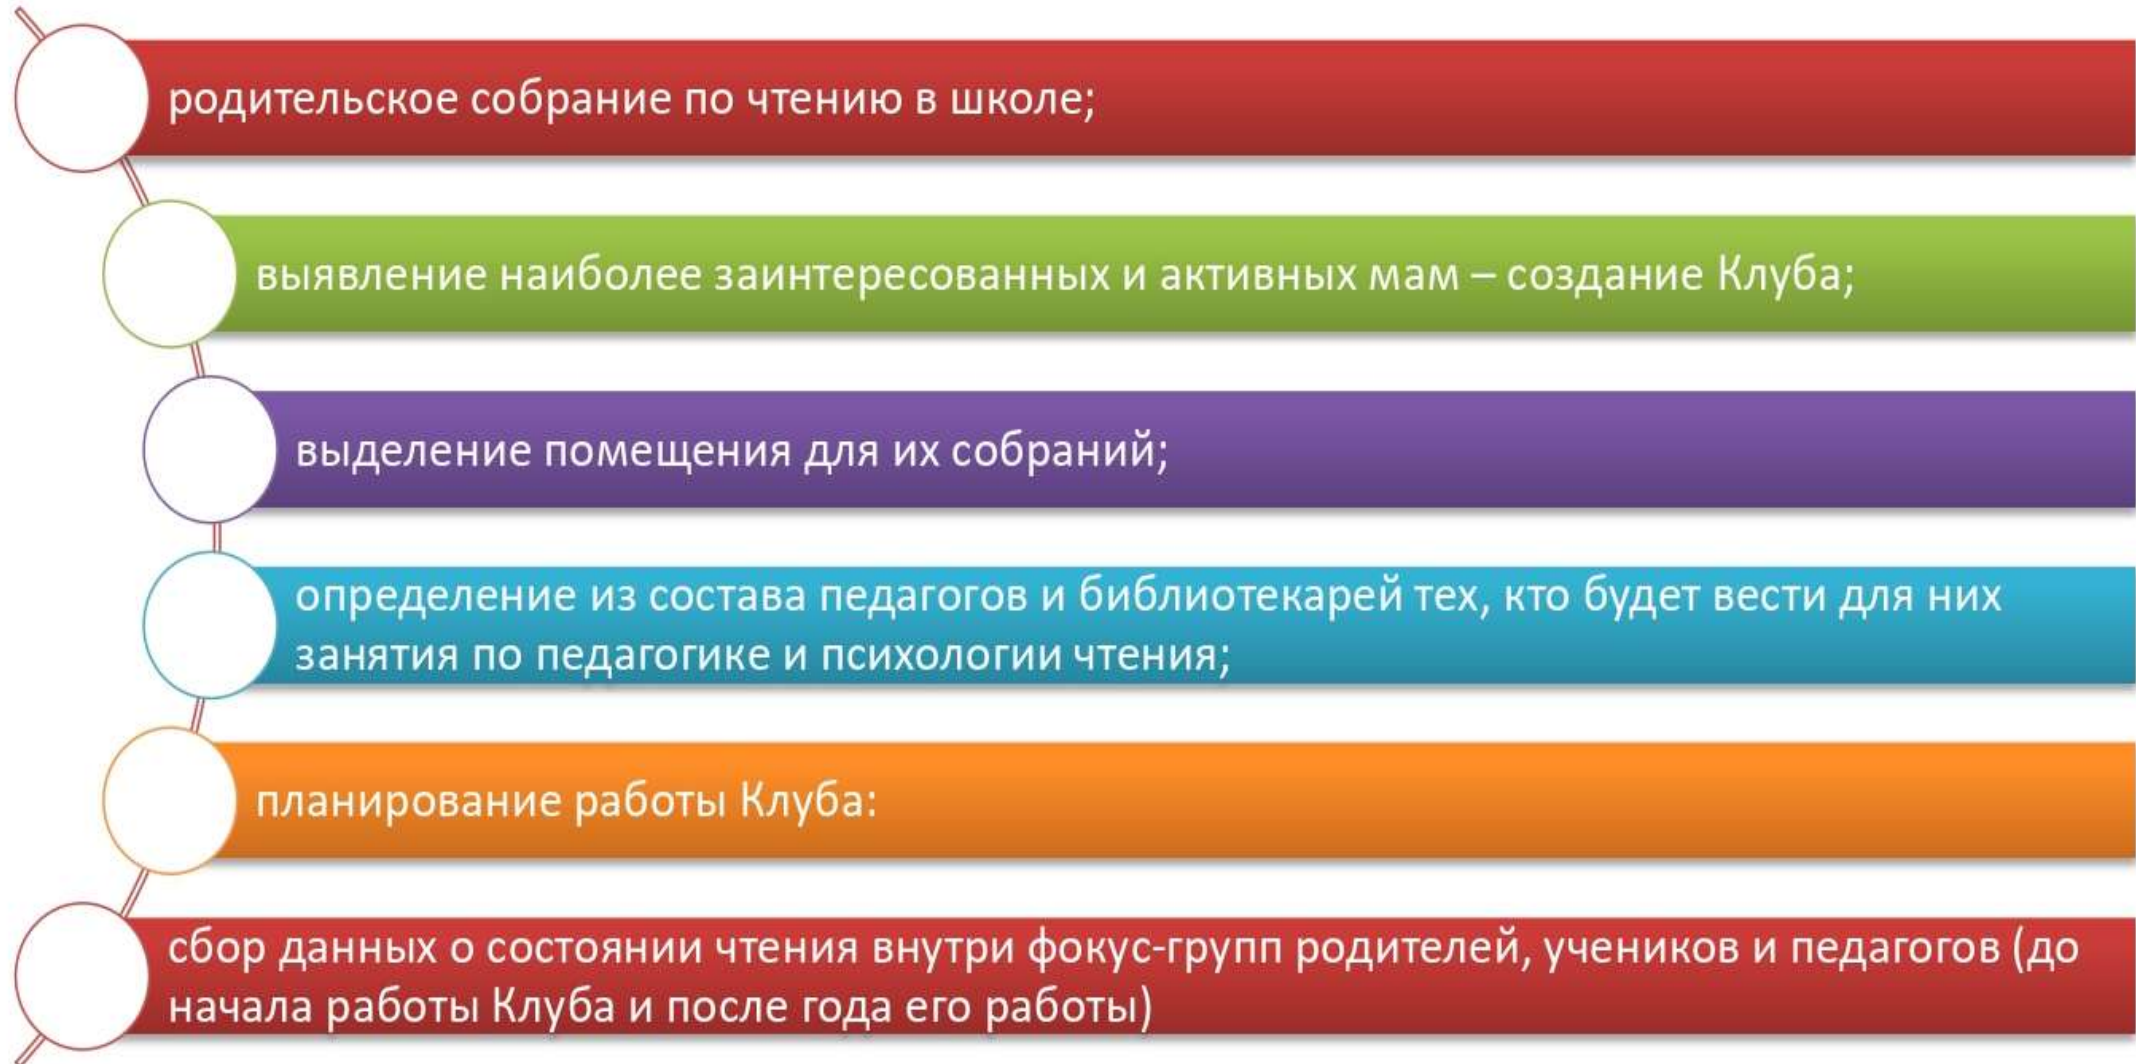 родительское собрание по чтению в школе;
выявление наиболее заинтересованных и активных мам – создание Клуба;
выделение помещения для их собраний;
определение из состава педагогов и библиотекарей тех, кто будет вести для них
занятия по педагогике и психологии чтения;
планирование работы Клуба:
сбор данных о состоянии чтения внутри фокус-групп родителей, учеников и педагогов (до
начала работы Клуба и после года его работы)